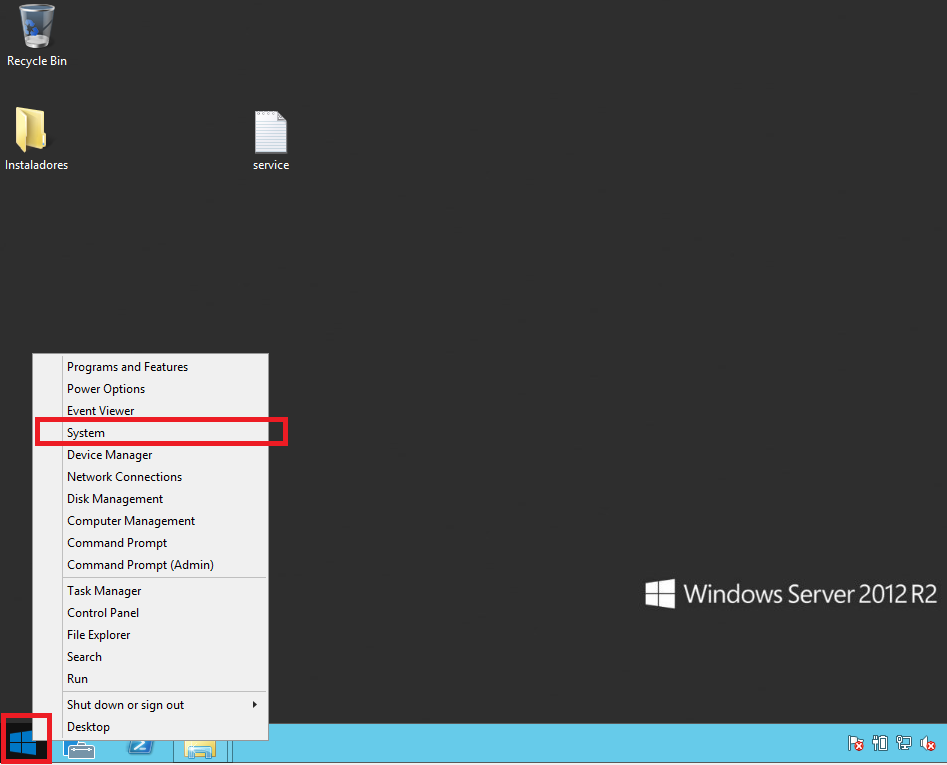 Recycle Bin
Instaladores
service
Programs and Features
Power Options
Event Viewer
System
Device Manager
Network Connections
Disk Management
Computer Management
Command Prompt
Command Prompt (Admin)
Task Manager
Control Panel
File Explorer
Search
Run
Shut down or sign out
Desktop
Windows Server 2012 R2